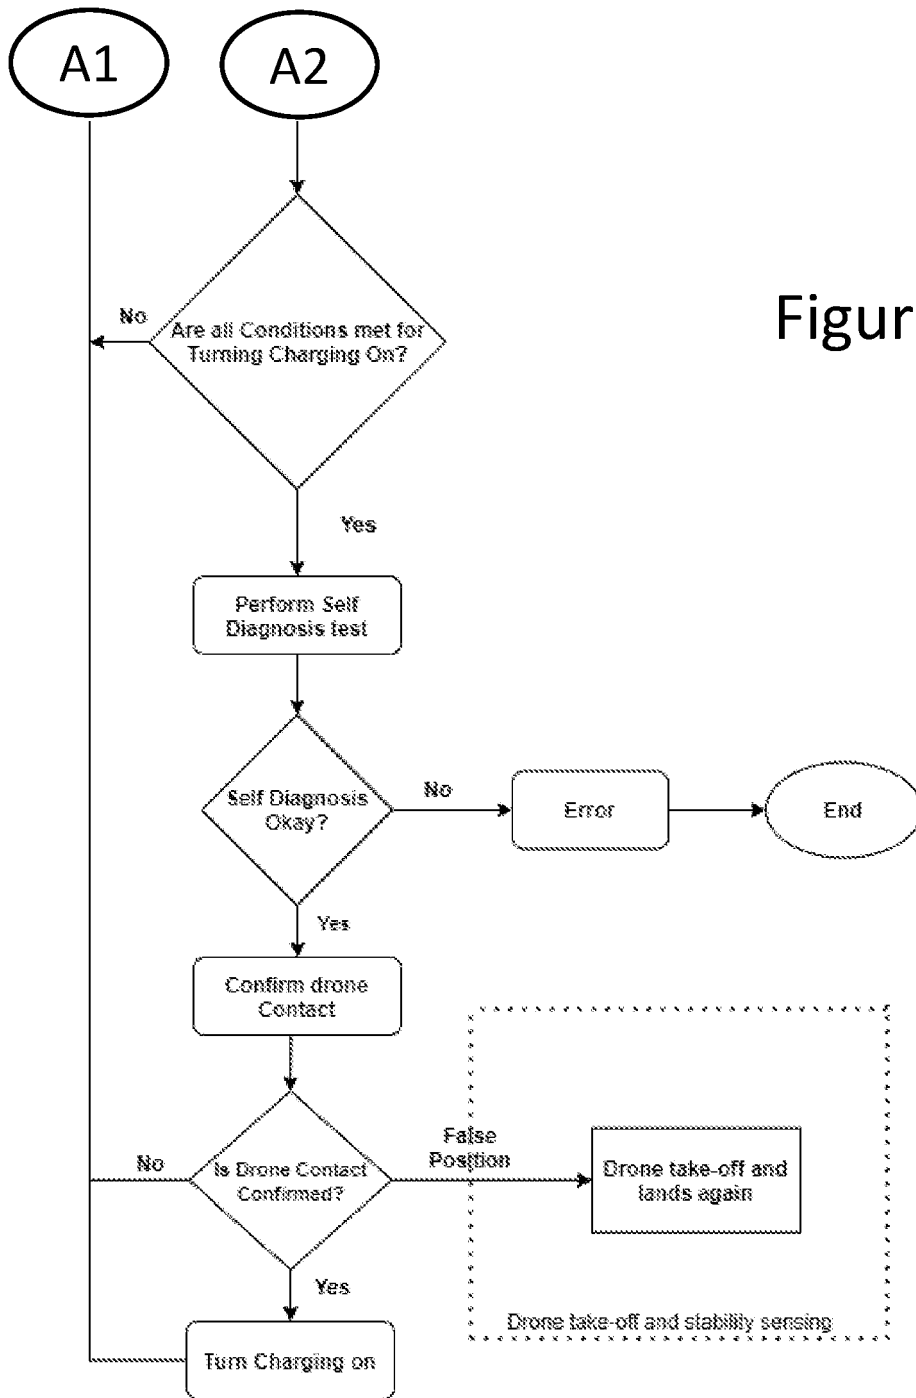 A1
A2
No
Are all Conditions met for
Turning Charging On?
Figur
Yes
Perform Self
Diagnosis test
Self Diagnosis
Okay?
No
Error
End
Yes
Confirm drone
Contact
No
Is Drone Contact
Confirmed?
False
Position
Drone take-off and
lands again
Yes
Drone take-off and stability sensing
Turn Charging on